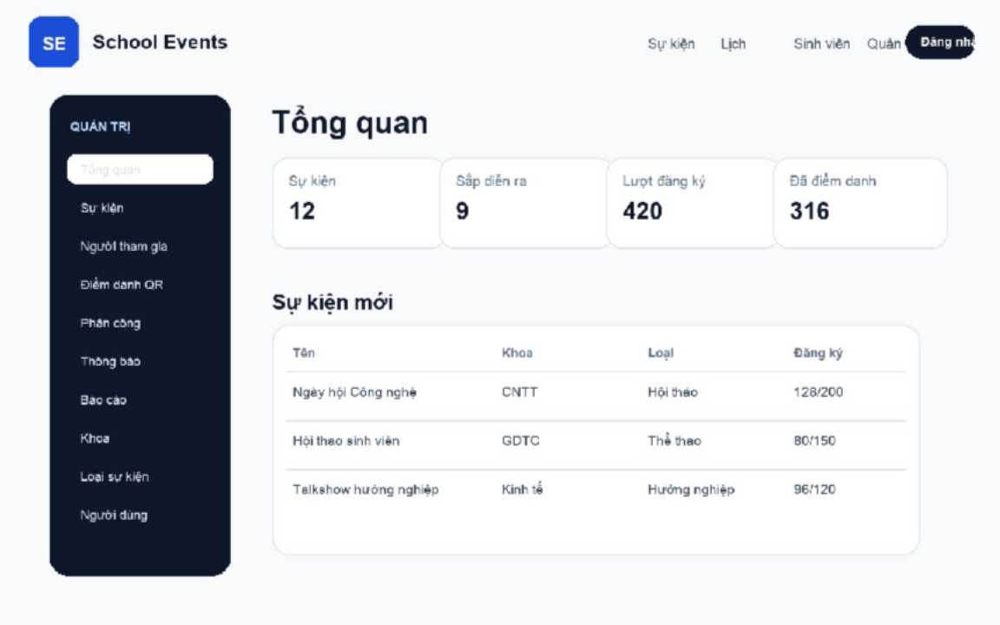 SE School Events Sự kiện Lịch Sinh viên Quản Đăng nhậ
QUẢN TRỊ
Tổng quan
Sự kiện
Người tham gia
Điểm danh QR
Phân công
Thông báo
Báo cáo
Khoa
Loại sự kiện
Người dùng
Tổng quan
Sự kiện Sắp diễn ra Lượt đăng ký Đã điểm danh
12 9 420 316
Sự kiện mới
Tên Khoa Loại Đăng ký
Ngày hội Công nghệ CNTT Hội thảo 128/200
Hội thao sinh viên GDTC Thể thao 80/150
Talkshow hướng nghiệp Kinh tế Hướng nghiệp 96/120